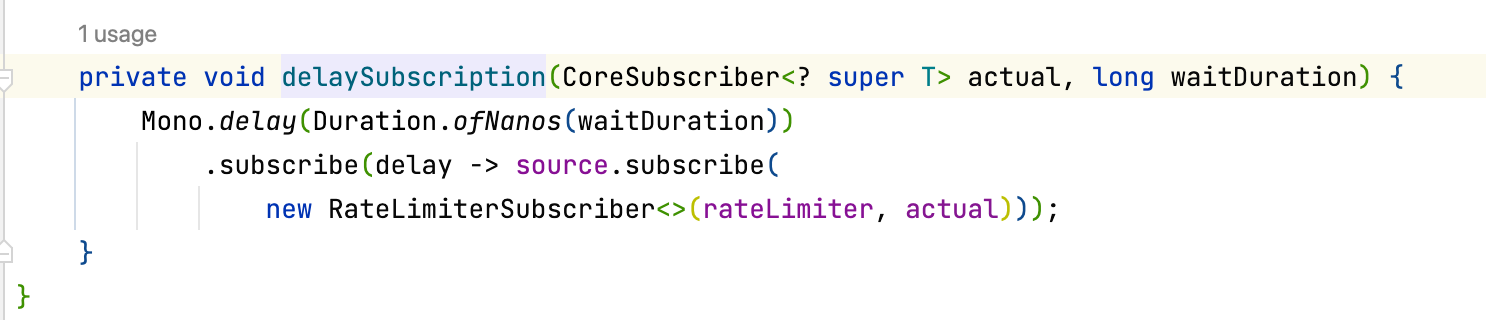 1 usage
private void delaySubscription(CoreSubscriber<? super T> actual, long waitDuration) {
Mono.delay(Duration.ofNanos(waitDuration))
.subscribe(delay -> source.subscribe(
new RateLimiterSubscriber<>(rateLimiter, actual)));
}
}